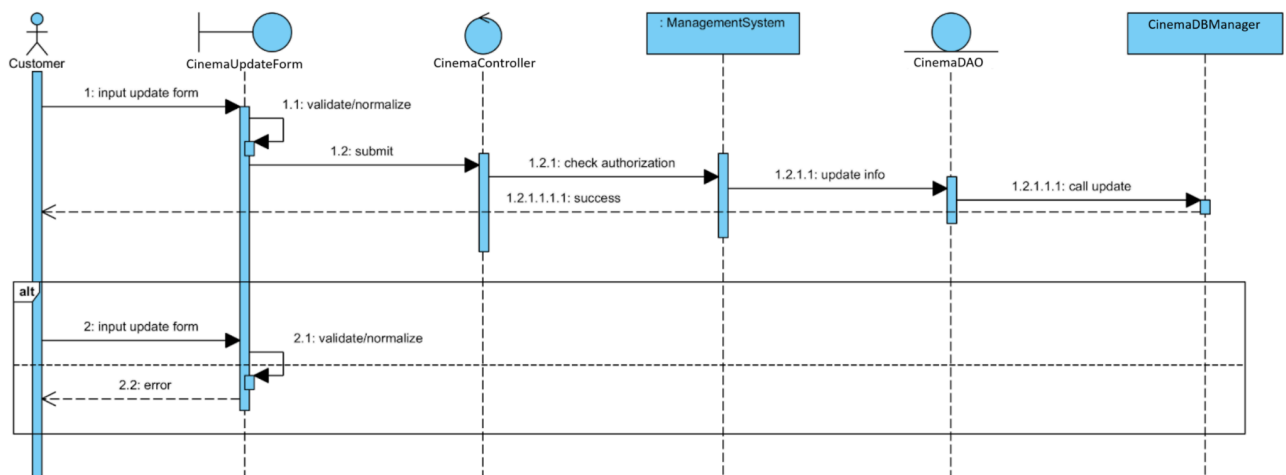 : ManagementSystem
CinemaDBManager
Customer
CinemaUpdateForm
CinemaController
CinemaDAO
1: input update form
1.1: validate/normalize
1.2: submit
1.2.1: check authorization
1.2.1.1: update info
1.2.1.1.1: call update
1.2.1.1.1.1: success
alt
2: input update form
2.1: validate/normalize
2.2: error